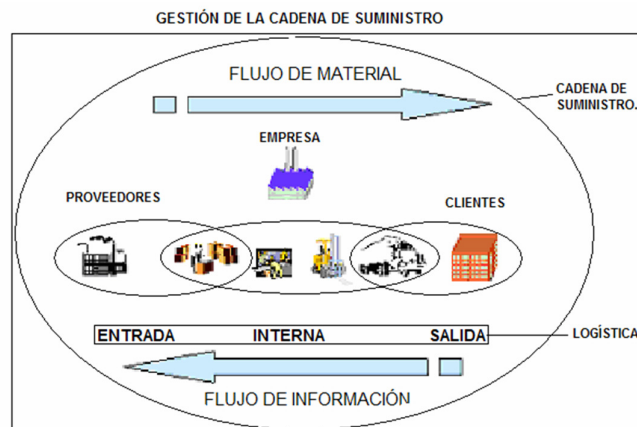 GESTIÓN DE LA CADENA DE SUMINISTRO
FLUJO DE MATERIAL
CADENA DE
SUMINISTRO.
EMPRESA
PROVEEDORES
CLIENTES
ENTRADA INTERNA SALIDA
LOGÍSTICA
FLUJO DE INFORMACIÓN